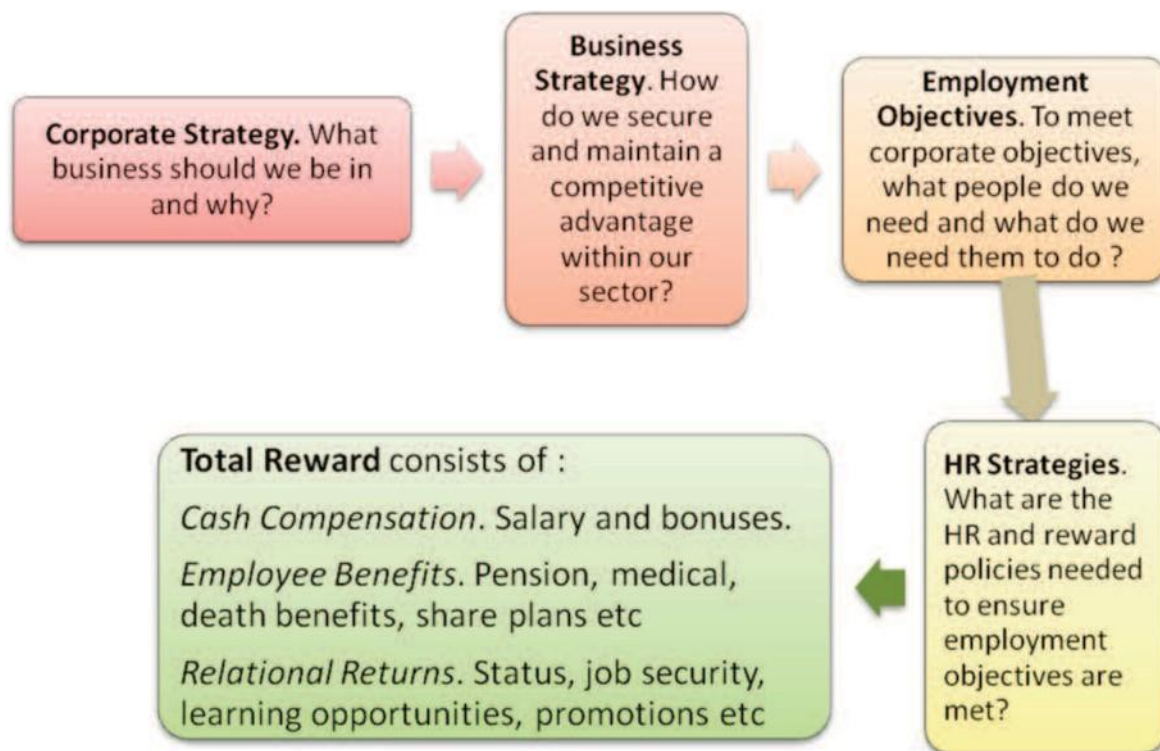 Corporate Strategy. What
business should we be in
and why?
Business
Strategy. How
do we secure
and maintain a
competitive
advantage
within our
sector?
Employment
Objectives. To meet
corporate objectives,
what people do we
need and what do we
need them to do ?
HR Strategies.
What are the
HR and reward
policies needed
to ensure
employment
objectives are
met?
Total Reward consists of :
Cash Compensation. Salary and bonuses.
Employee Benefits. Pension, medical,
death benefits, share plans etc
Relational Returns. Status, job security,
learning opportunities, promotions etc